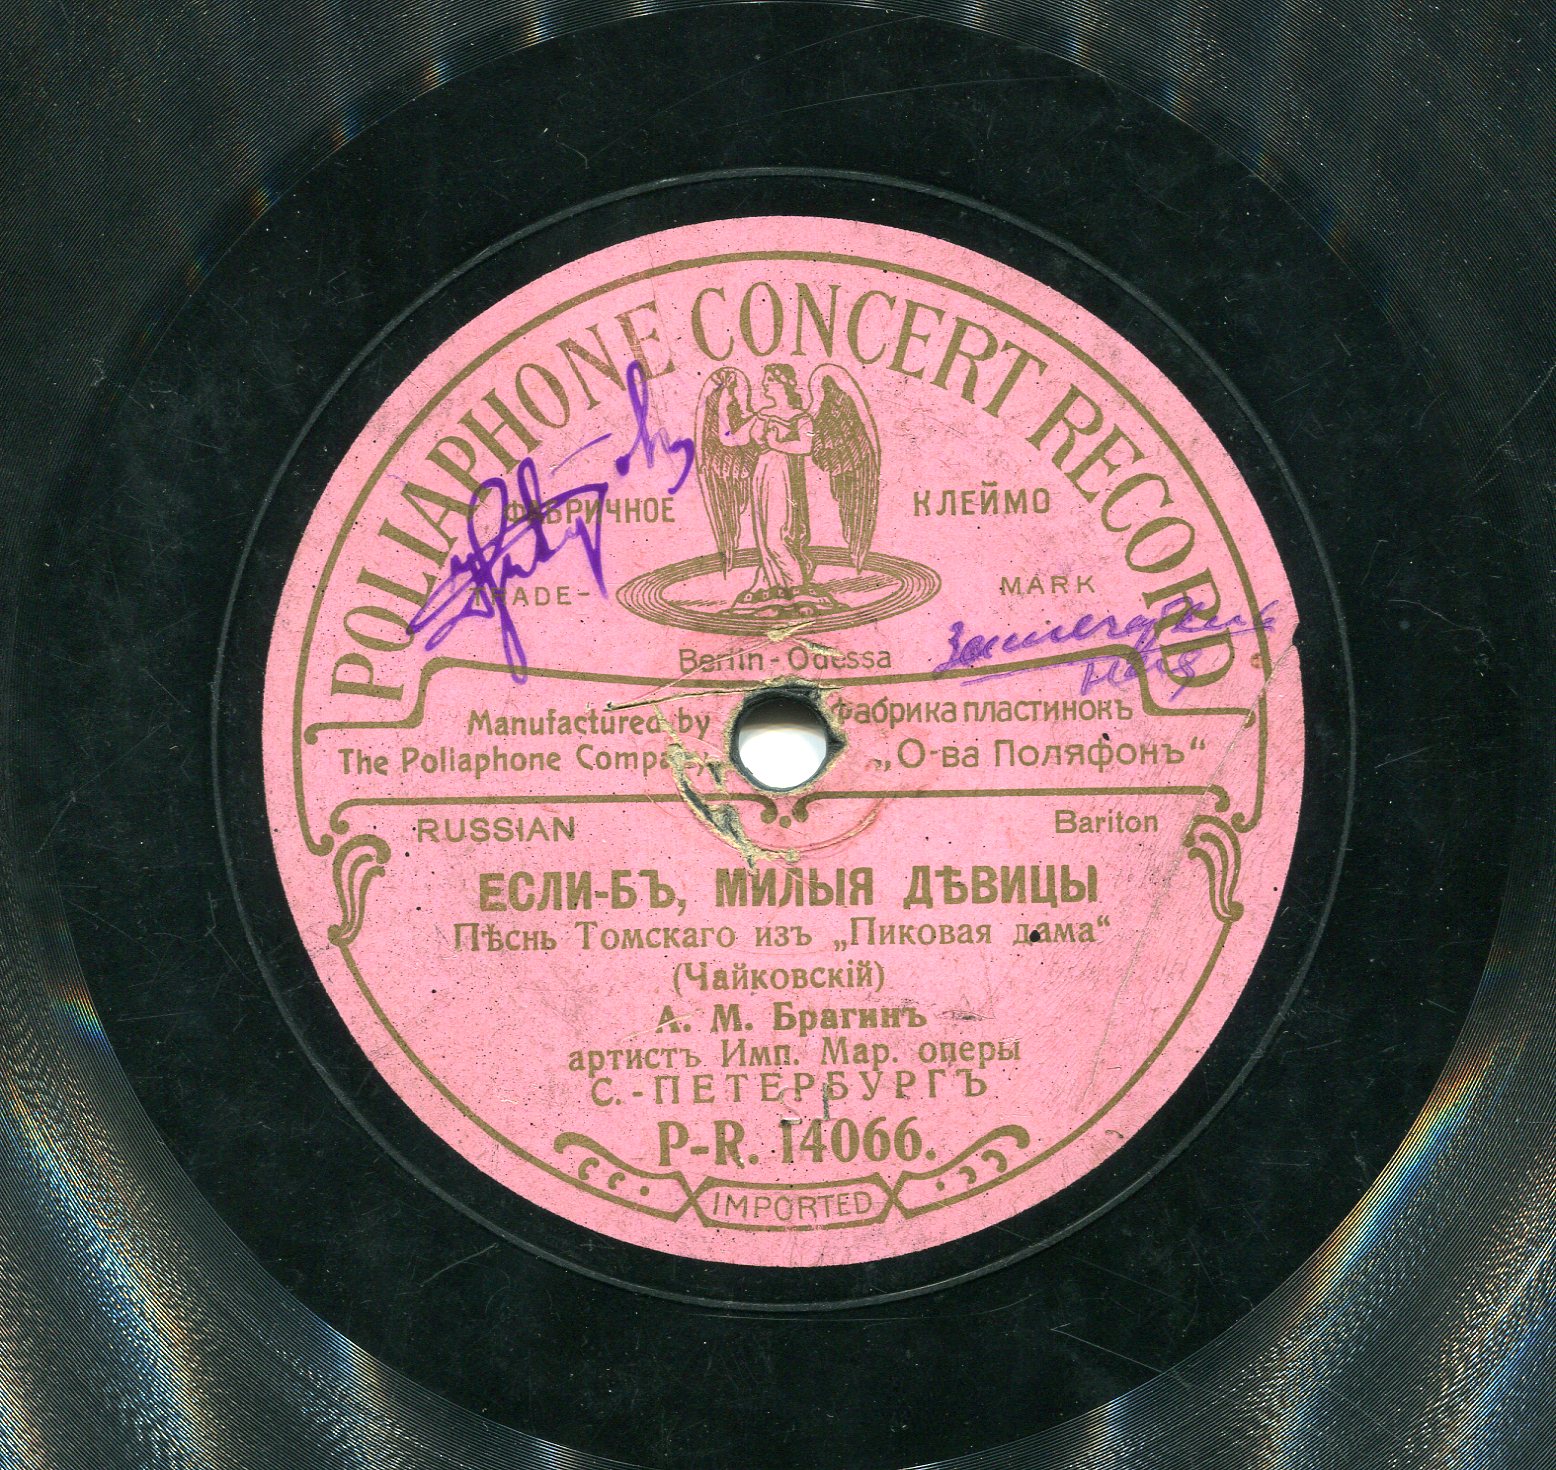 POLIAPHONE CONCERT RECORD
ФАБРИЧНОЕ КЛЕЙМО
TRADE- MARK
Berlin - Odessa
Manufactured by Фабрика пластинокъ
The Poliaphone Company „О-ва Поляфонъ“
RUSSIAN Bariton
ЕСЛИ-БЪ, МИЛЫЯ ДѢВИЦЫ
Пѣснь Томскаго изъ „Пиковая дама“
(Чайковскій)
А. М. Брагинъ
артистъ Имп. Мар. оперы
С.-ПЕТЕРБУРГЪ
P-R. 14066.
IMPORTED